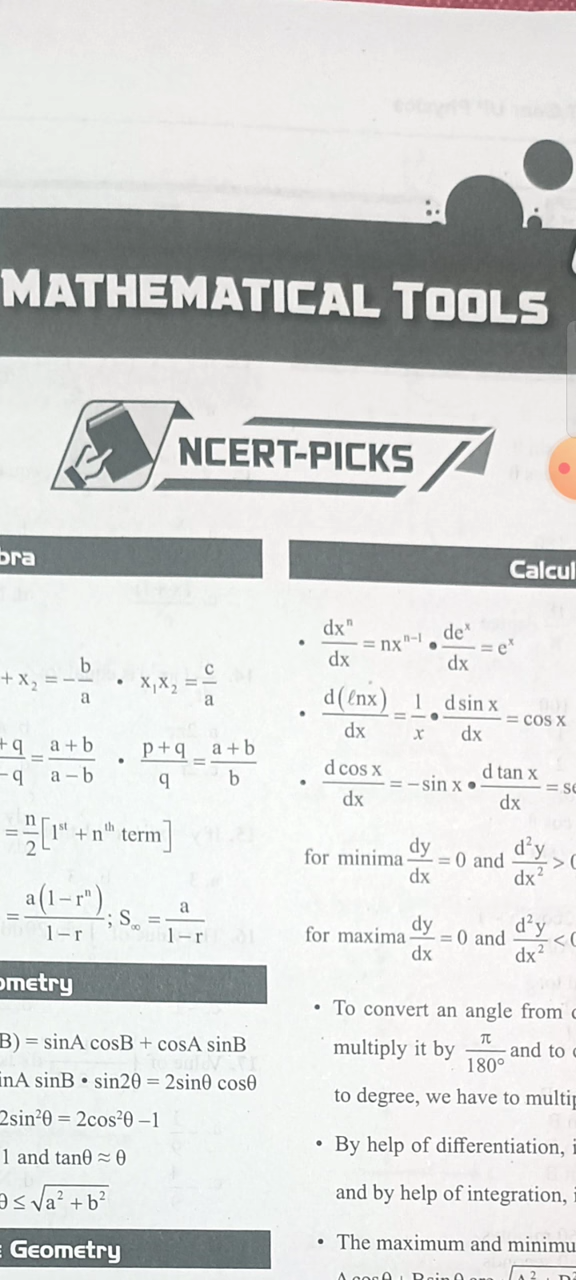 MATHEMATICAL TOOLS
NCERT-PICKS
bra
+ x₂ = -b/a • x₁x₂ = c/a
+q/-q = a+b/a-b • p+q/q = a+b/b
= n/2 [1ˢᵗ + nᵗʰ term]
= a(1-rⁿ)/1-r ; S∞ = a/1-r
ometry
B) = sinA cosB + cosA sinB
inA sinB • sin2θ = 2sinθ cosθ
2sin²θ = 2cos²θ –1
1 and tanθ ≈ θ
θ ≤ √a² + b²
Geometry
Calcul
• dxⁿ/dx = nxⁿ⁻¹ • deˣ/dx = eˣ
• d(ℓnx)/dx = 1/x • d sin x/dx = cos x
• d cos x/dx = – sin x • d tan x/dx = se
for minima dy/dx = 0 and d²y/dx² > 0
for maxima dy/dx = 0 and d²y/dx² < 0
• To convert an angle from
multiply it by π/180° and to
to degree, we have to multip
• By help of differentiation, i
and by help of integration, i
• The maximum and minimu